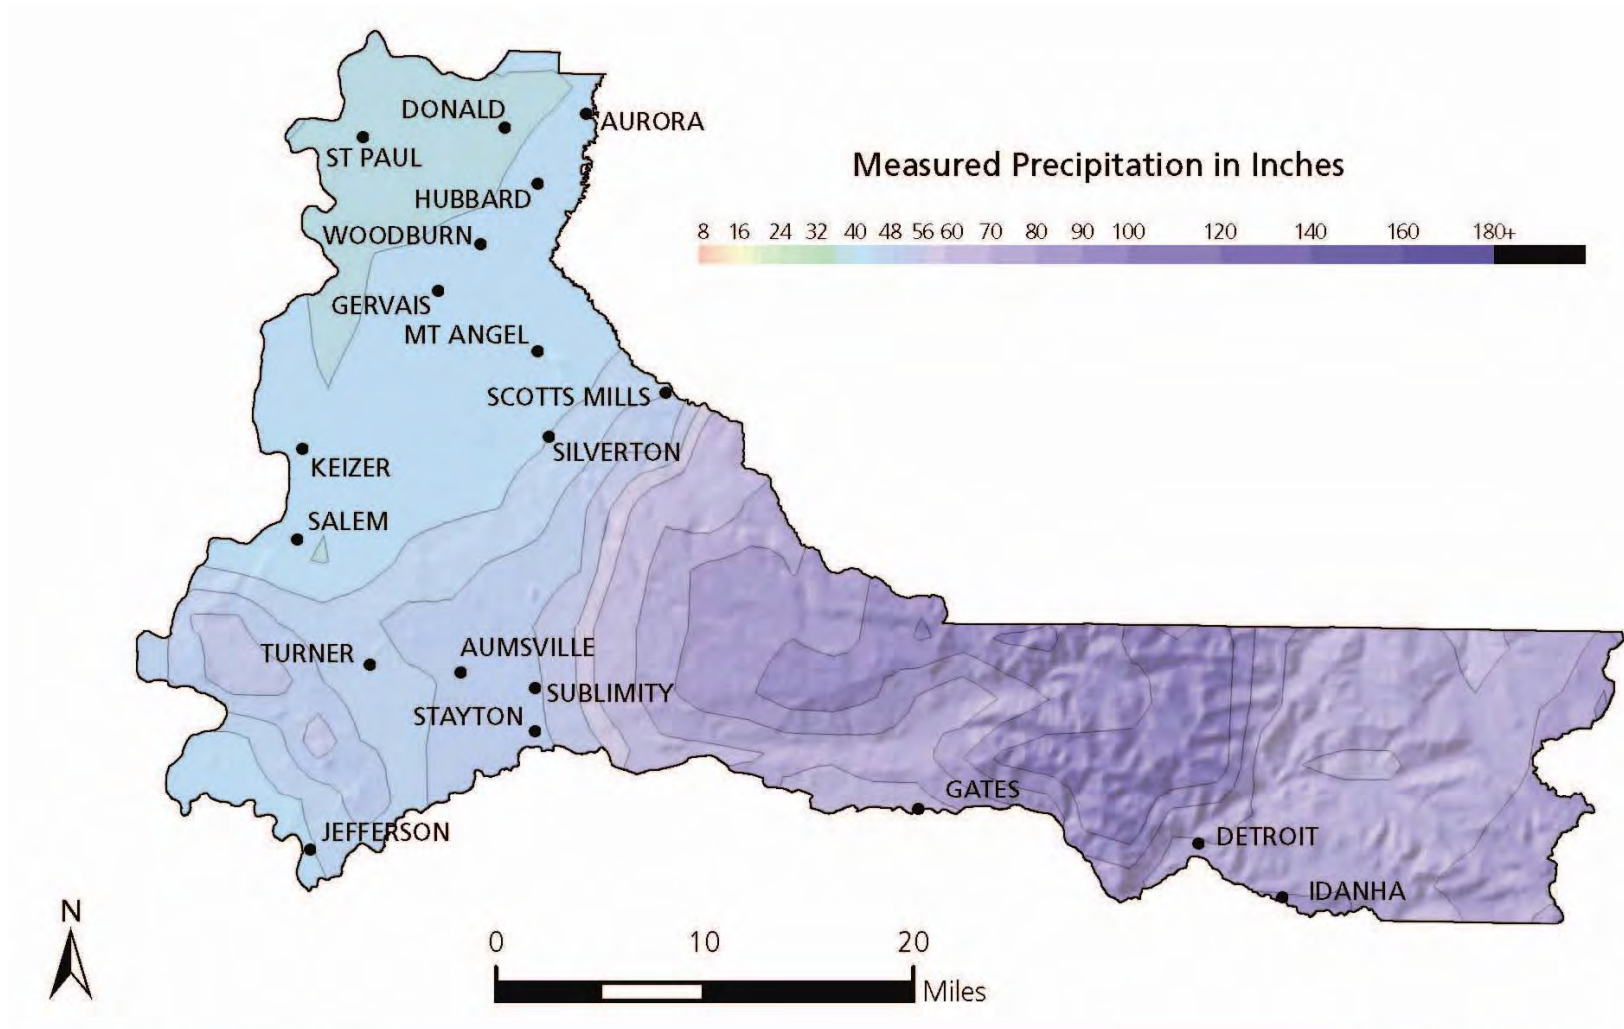 DONALD
AURORA
ST PAUL
Measured Precipitation in Inches
HUBBARD
WOODBURN
8 16 24 32 40 48 56 60 70 80 90 100 120 140 160 180+
GERVAIS
MT ANGEL
SCOTTS MILLS
SILVERTON
KEIZER
SALEM
TURNER
AUMSVILLE
SUBLIMITY
STAYTON
GATES
JEFFERSON
DETROIT
IDANHA
N
0 10 20
Miles